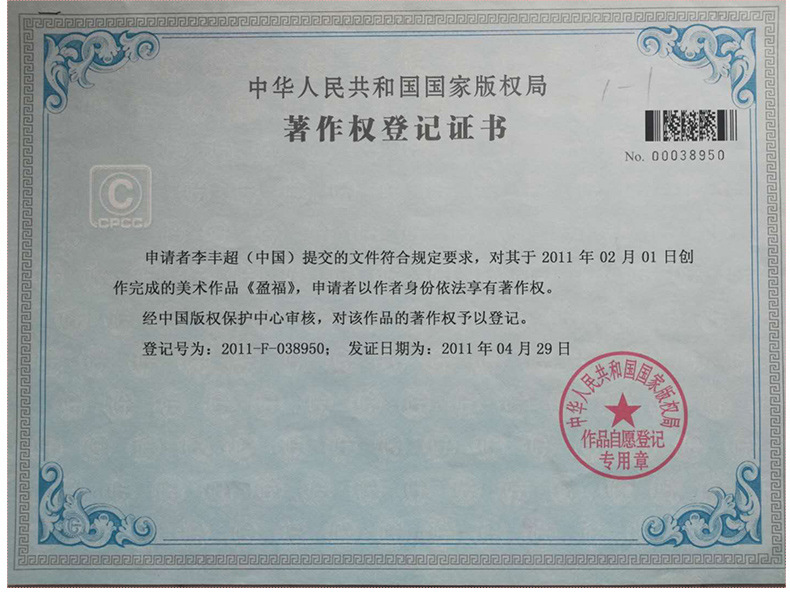 中华人民共和国国家版权局
1-1
著作权登记证书
No. 00038950
C
CPCC
申请者李丰超（中国）提交的文件符合规定要求，对其于 2011 年 02 月 01 日创
作完成的美术作品《盈福》，申请者以作者身份依法享有著作权。
经中国版权保护中心审核，对该作品的著作权予以登记。
登记号为：2011-F-038950； 发证日期为：2011 年 04 月 29 日
中华人民共和国国家版权局
作品自愿登记
专用章